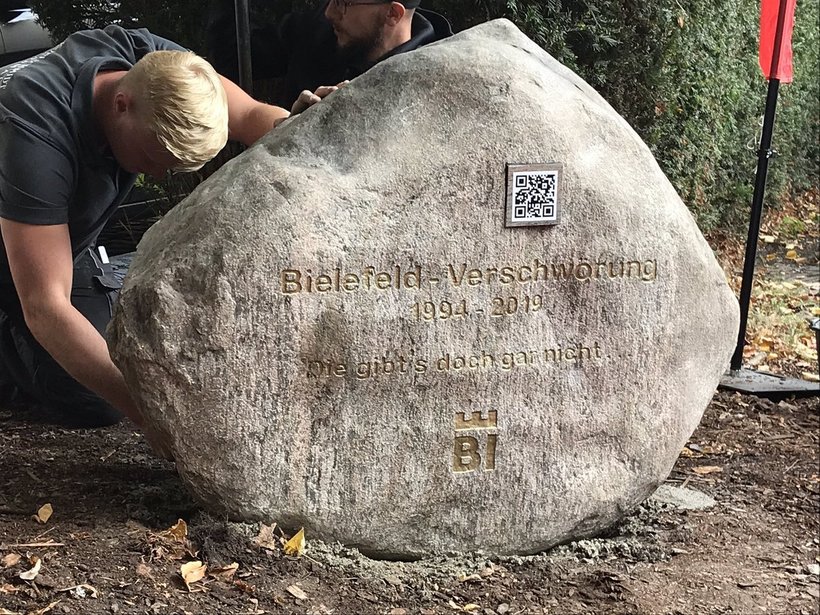 Bielefeld-Verschwörung
1994 - 2019
Die gibt's doch gar nicht...
BI